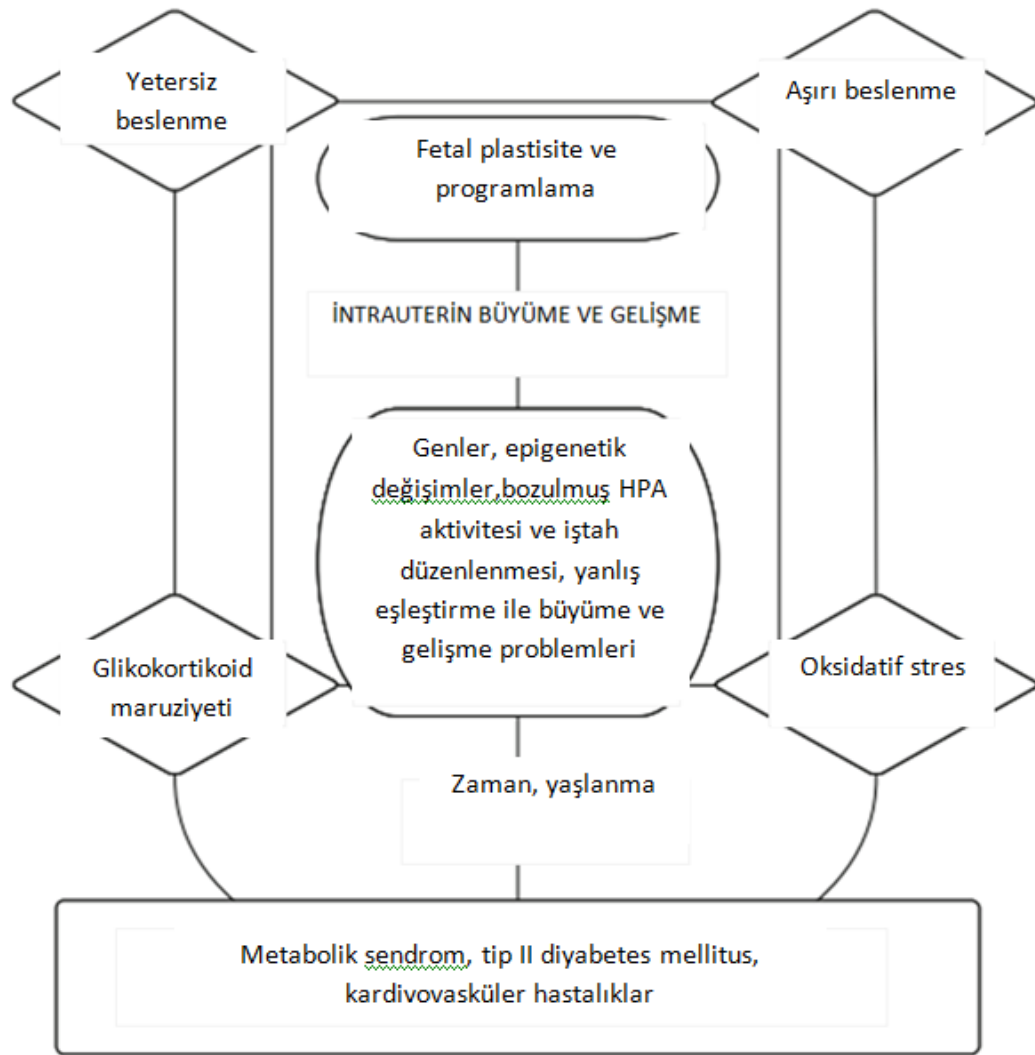 Yetersiz
beslenme
Aşırı beslenme
Fetal plastisite ve
programlama
İNTRAUTERİN BÜYÜME VE GELİŞME
Genler, epigenetik
değişimler,bozulmuş HPA
aktivitesi ve iştah
düzenlenmesi, yanlış
eşleştirme ile büyüme ve
gelişme problemleri
Glikokortikoid
maruziyeti
Oksidatif stres
Zaman, yaşlanma
Metabolik sendrom, tip II diyabetes mellitus,
kardivovasküler hastalıklar